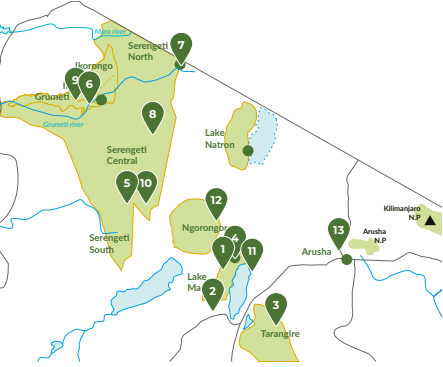 Mara river
Serengeti
North
7
Ikorongo
9
6
Grumeti
Grumeti river
8
Lake
Natron
Serengeti
Central
5
10
12
Kilimanjaro
N.P
Ngorongor
13
Arusha
N.P
Serengeti
South
4
1
11
Arusha
Lake
Ma
2
3
Tarangire